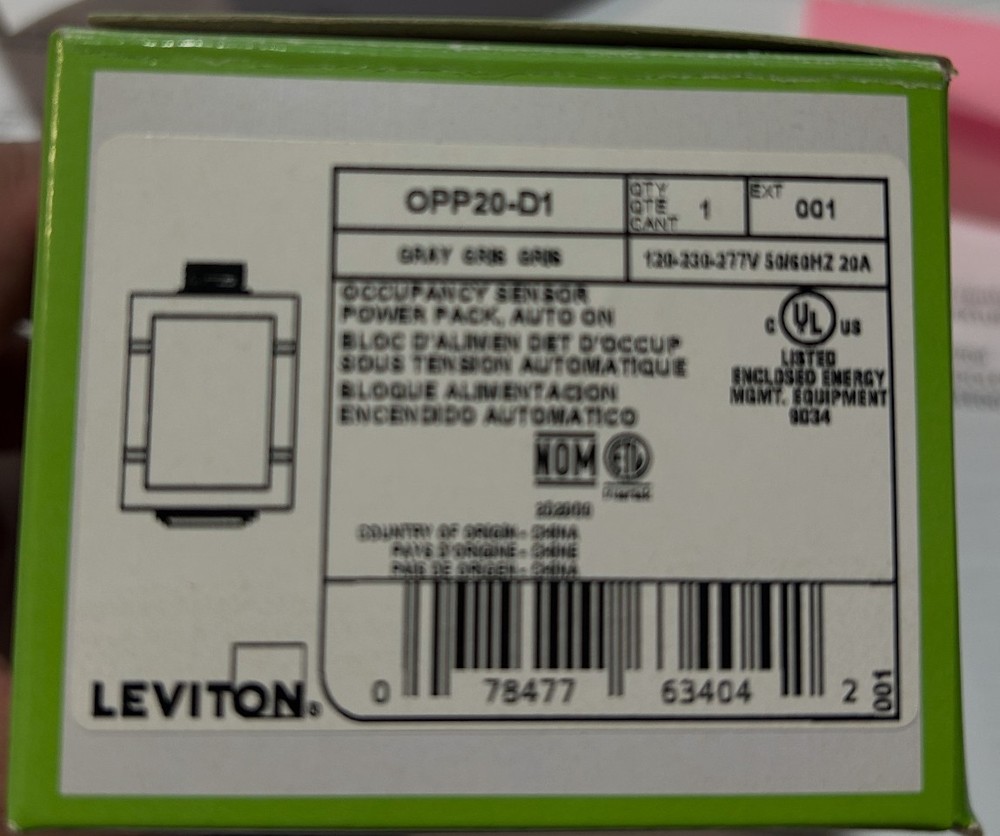 OPP20-D1
QTY
QTE
CANT
1
EXT
001
GRAY GRIS GRIS
120-230-277V 50/60HZ 20A
OCCUPANCY SENSOR
POWER PACK, AUTO ON
BLOC D'ALIMEN DET D'OCCUP
SOUS TENSION AUTOMATIQUE
BLOQUE ALIMENTACION
ENCENDIDO AUTOMATICO
C UL US
LISTED
ENCLOSED ENERGY
MGMT. EQUIPMENT
9034
NOM ETL
COUNTRY OF ORIGIN - CHINA
PAYS D'ORIGINE - CHINE
PAIS DE ORIGEN - CHINA
LEVITON®
0 78477 63404 2
001